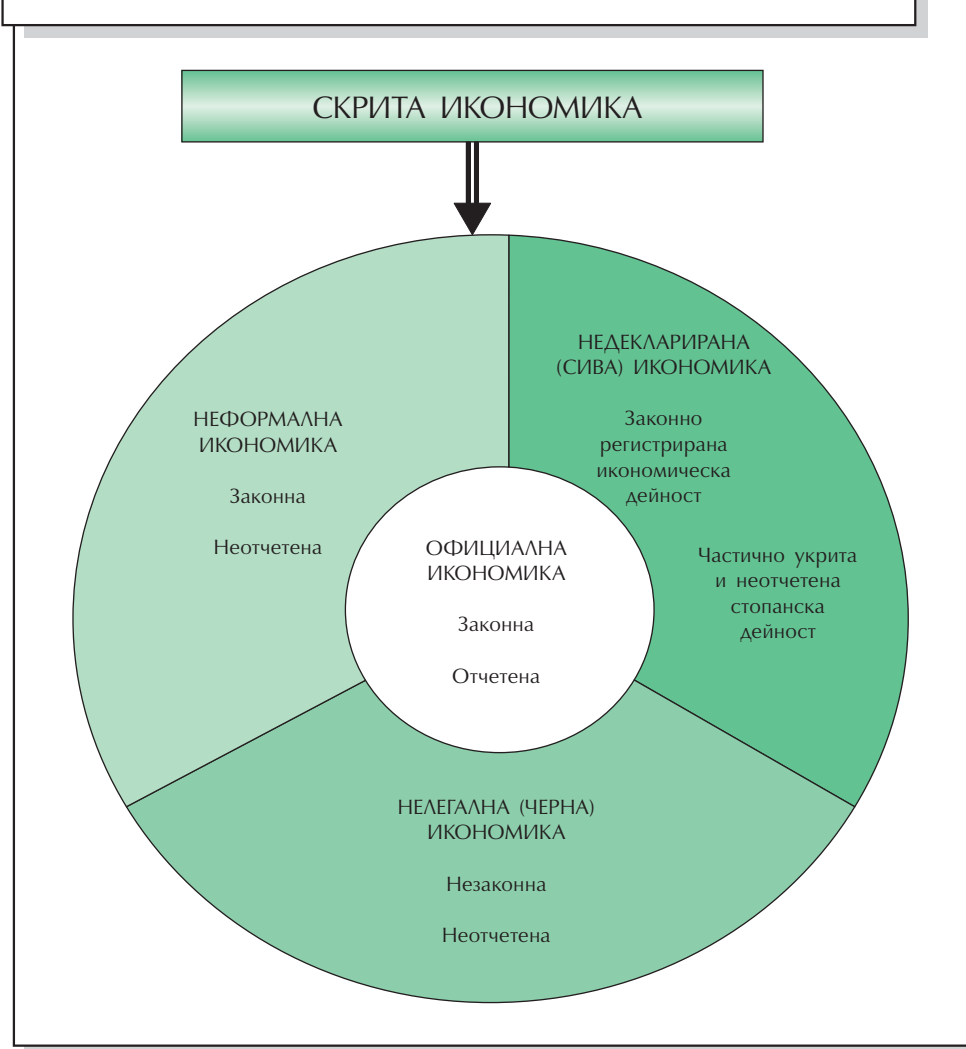 СКРИТА ИКОНОМИКА
НЕДЕКЛАРИРАНА
(СИВА) ИКОНОМИКА
Законно
регистрирана
икономическа
дейност
Частично укрита
и неотчетена
стопанска
дейност
НЕФОРМАЛНА
ИКОНОМИКА
Законна
Неотчетена
ОФИЦИАЛНА
ИКОНОМИКА
Законна
Отчетена
НЕЛЕГАЛНА (ЧЕРНА)
ИКОНОМИКА
Незаконна
Неотчетена